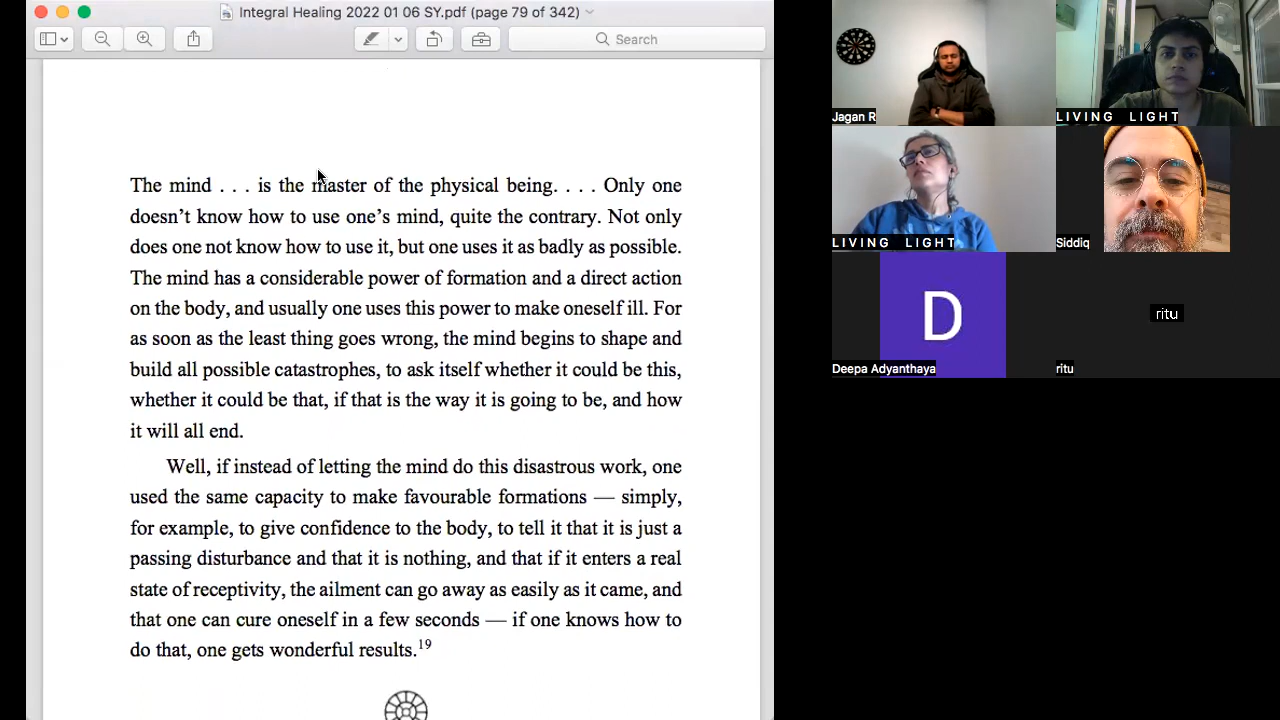 Integral Healing 2022 01 06 SY.pdf (page 79 of 342)
Search
The mind . . . is the master of the physical being. . . . Only one
doesn't know how to use one's mind, quite the contrary. Not only
does one not know how to use it, but one uses it as badly as possible.
The mind has a considerable power of formation and a direct action
on the body, and usually one uses this power to make oneself ill. For
as soon as the least thing goes wrong, the mind begins to shape and
build all possible catastrophes, to ask itself whether it could be this,
whether it could be that, if that is the way it is going to be, and how
it will all end.
Well, if instead of letting the mind do this disastrous work, one
used the same capacity to make favourable formations — simply,
for example, to give confidence to the body, to tell it that it is just a
passing disturbance and that it is nothing, and that if it enters a real
state of receptivity, the ailment can go away as easily as it came, and
that one can cure oneself in a few seconds — if one knows how to
do that, one gets wonderful results.19
Jagan R
LIVING LIGHT
LIVING LIGHT
Siddiq
D
Deepa Adyanthaya
ritu
ritu